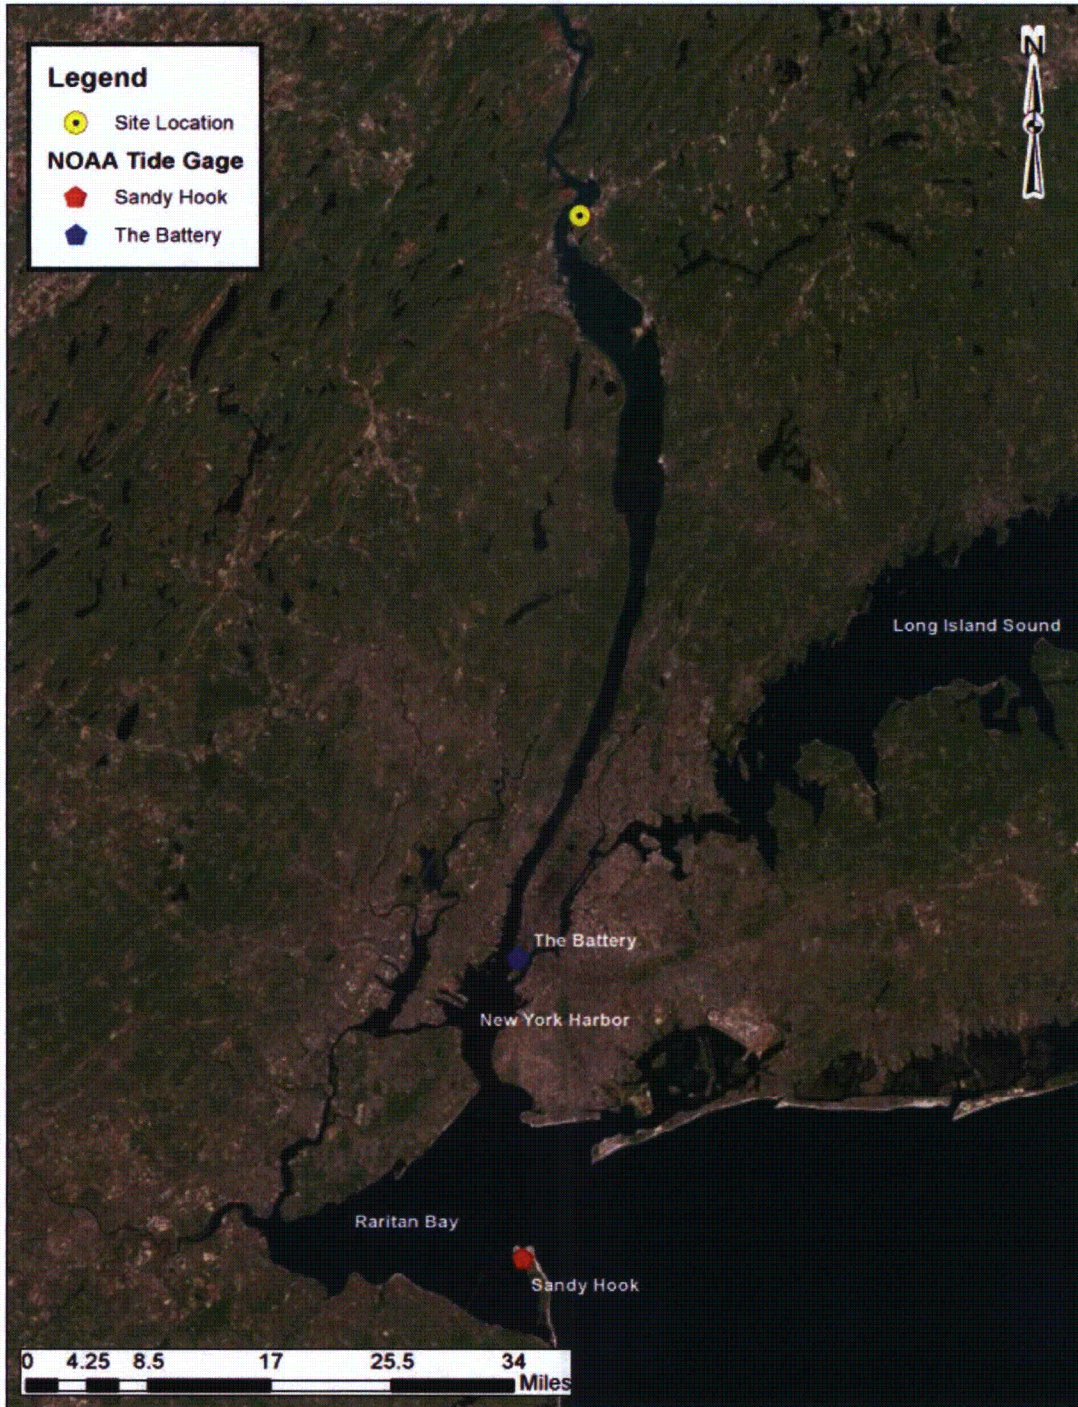 Legend
Site Location
NOAA Tide Gage
Sandy Hook
The Battery
N
Long Island Sound
The Battery
New York Harbor
Raritan Bay
Sandy Hook
0 4.25 8.5 17 25.5 34
Miles